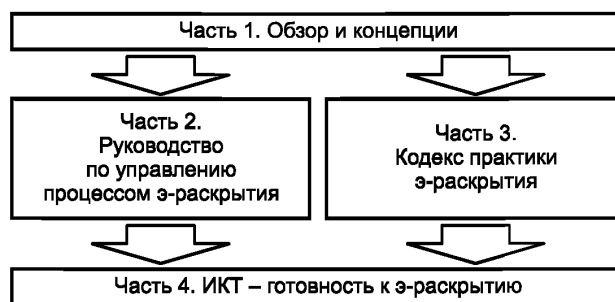 Часть 1. Обзор и концепции
Часть 2.
Руководство
по управлению
процессом э-раскрытия
Часть 3.
Кодекс практики
э-раскрытия
Часть 4. ИКТ – готовность к э-раскрытию